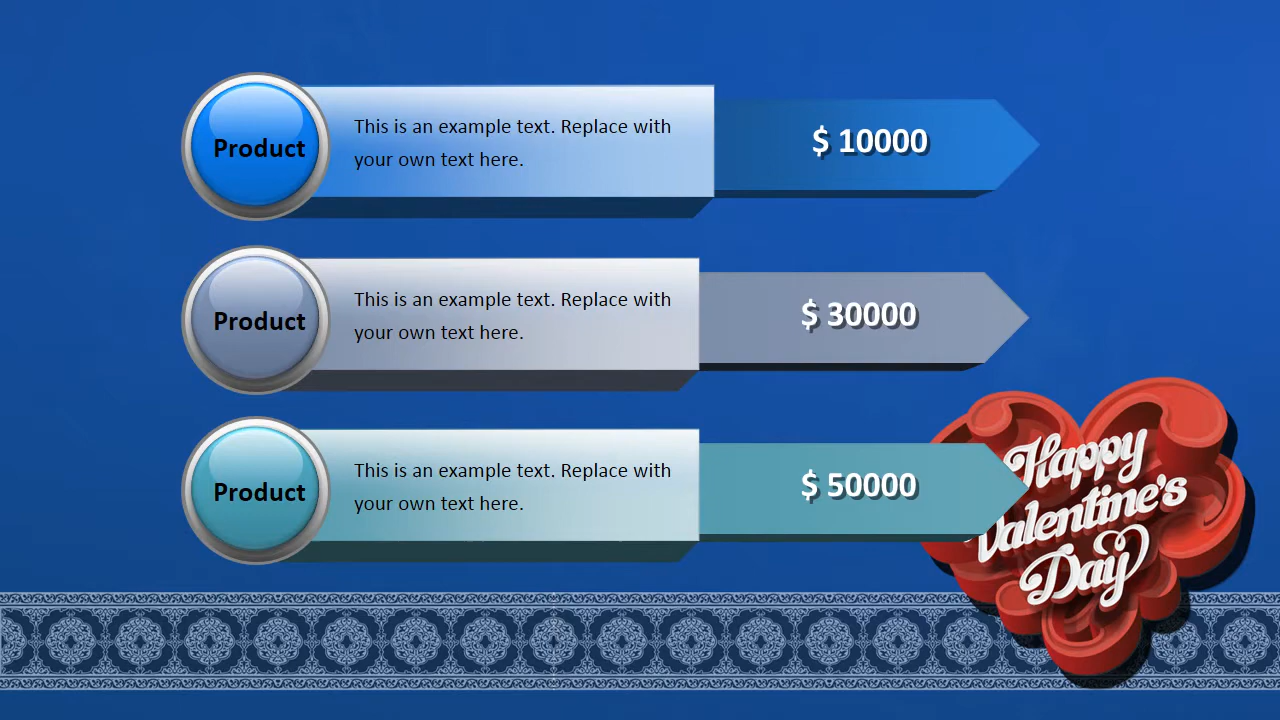 Product
This is an example text. Replace with
your own text here.
$ 10000
Product
This is an example text. Replace with
your own text here.
$ 30000
Product
This is an example text. Replace with
your own text here.
$ 50000
Happy
Valentine's
Day